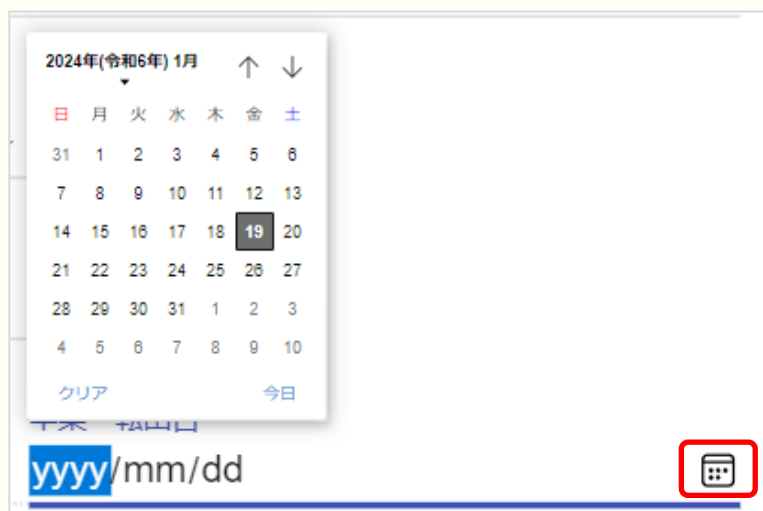 2024年(令和6年) 1月
日 月 火 水 木 金 土
31 1 2 3 4 5 6
7 8 9 10 11 12 13
14 15 16 17 18 19 20
21 22 23 24 25 26 27
28 29 30 31 1 2 3
4 5 6 7 8 9 10
クリア 今日
yyyy/mm/dd